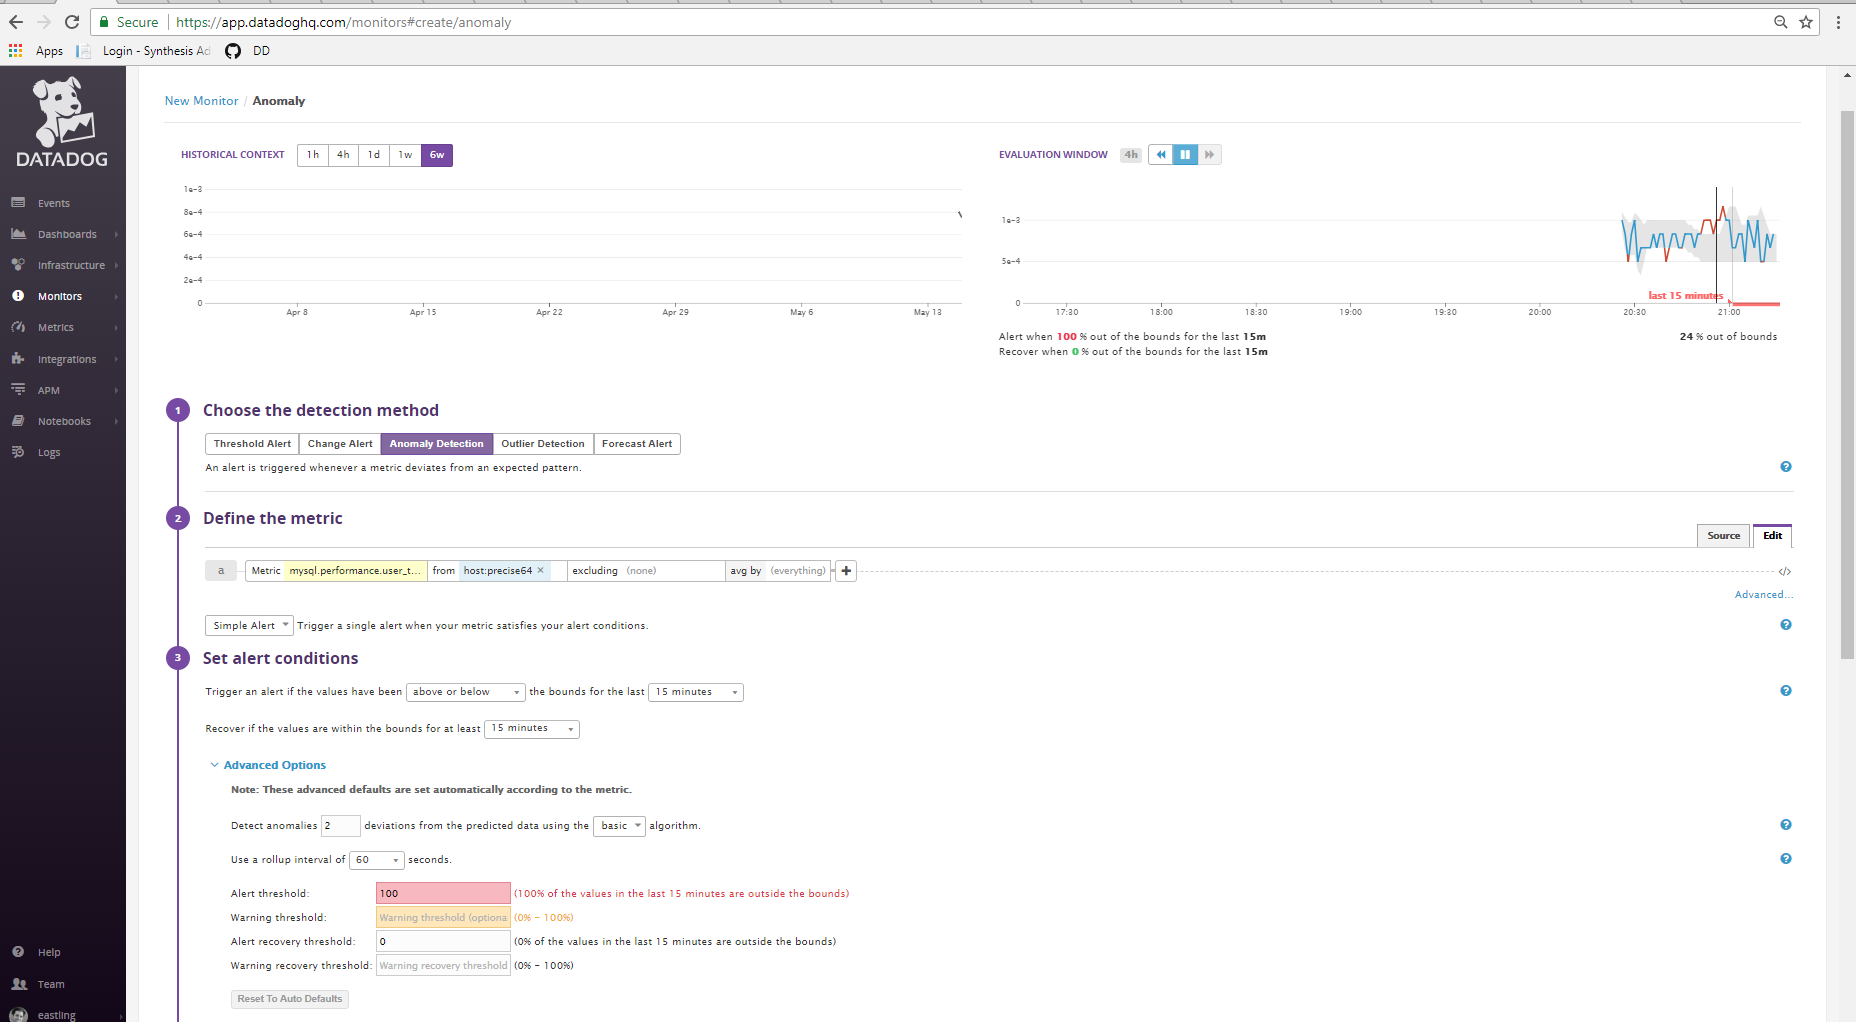 Secure https://app.datadoghq.com/monitors#create/anomaly
Apps Login - Synthesis Ad DD
DATADOG
Events
Dashboards
Infrastructure
Monitors
Metrics
Integrations
APM
Notebooks
Logs
Help
Team
eastling
New Monitor / Anomaly
HISTORICAL CONTEXT 1h 4h 1d 1w 6w
1e-3
8e-4
6e-4
4e-4
2e-4
0
Apr 8 Apr 15 Apr 22 Apr 29 May 6 May 13
EVALUATION WINDOW 4h
1e-3
5e-4
last 15 minutes
0
17:30 18:00 18:30 19:00 19:30 20:00 20:30 21:00
Alert when 100 % out of the bounds for the last 15m 24 % out of bounds
Recover when 0 % out of the bounds for the last 15m
1 Choose the detection method
Threshold Alert Change Alert Anomaly Detection Outlier Detection Forecast Alert
An alert is triggered whenever a metric deviates from an expected pattern. ?
2 Define the metric
Source Edit
a Metric mysql.performance.user_t... from host:precise64 × excluding (none) avg by (everything) + </>
Advanced...
Simple Alert Trigger a single alert when your metric satisfies your alert conditions. ?
3 Set alert conditions
Trigger an alert if the values have been above or below the bounds for the last 15 minutes ?
Recover if the values are within the bounds for at least 15 minutes
Advanced Options
Note: These advanced defaults are set automatically according to the metric.
Detect anomalies 2 deviations from the predicted data using the basic algorithm. ?
Use a rollup interval of 60 seconds. ?
Alert threshold: 100 (100% of the values in the last 15 minutes are outside the bounds)
Warning threshold: Warning threshold (optiona (0% - 100%)
Alert recovery threshold: 0 (0% of the values in the last 15 minutes are outside the bounds)
Warning recovery threshold: Warning recovery threshold (0% - 100%)
Reset To Auto Defaults